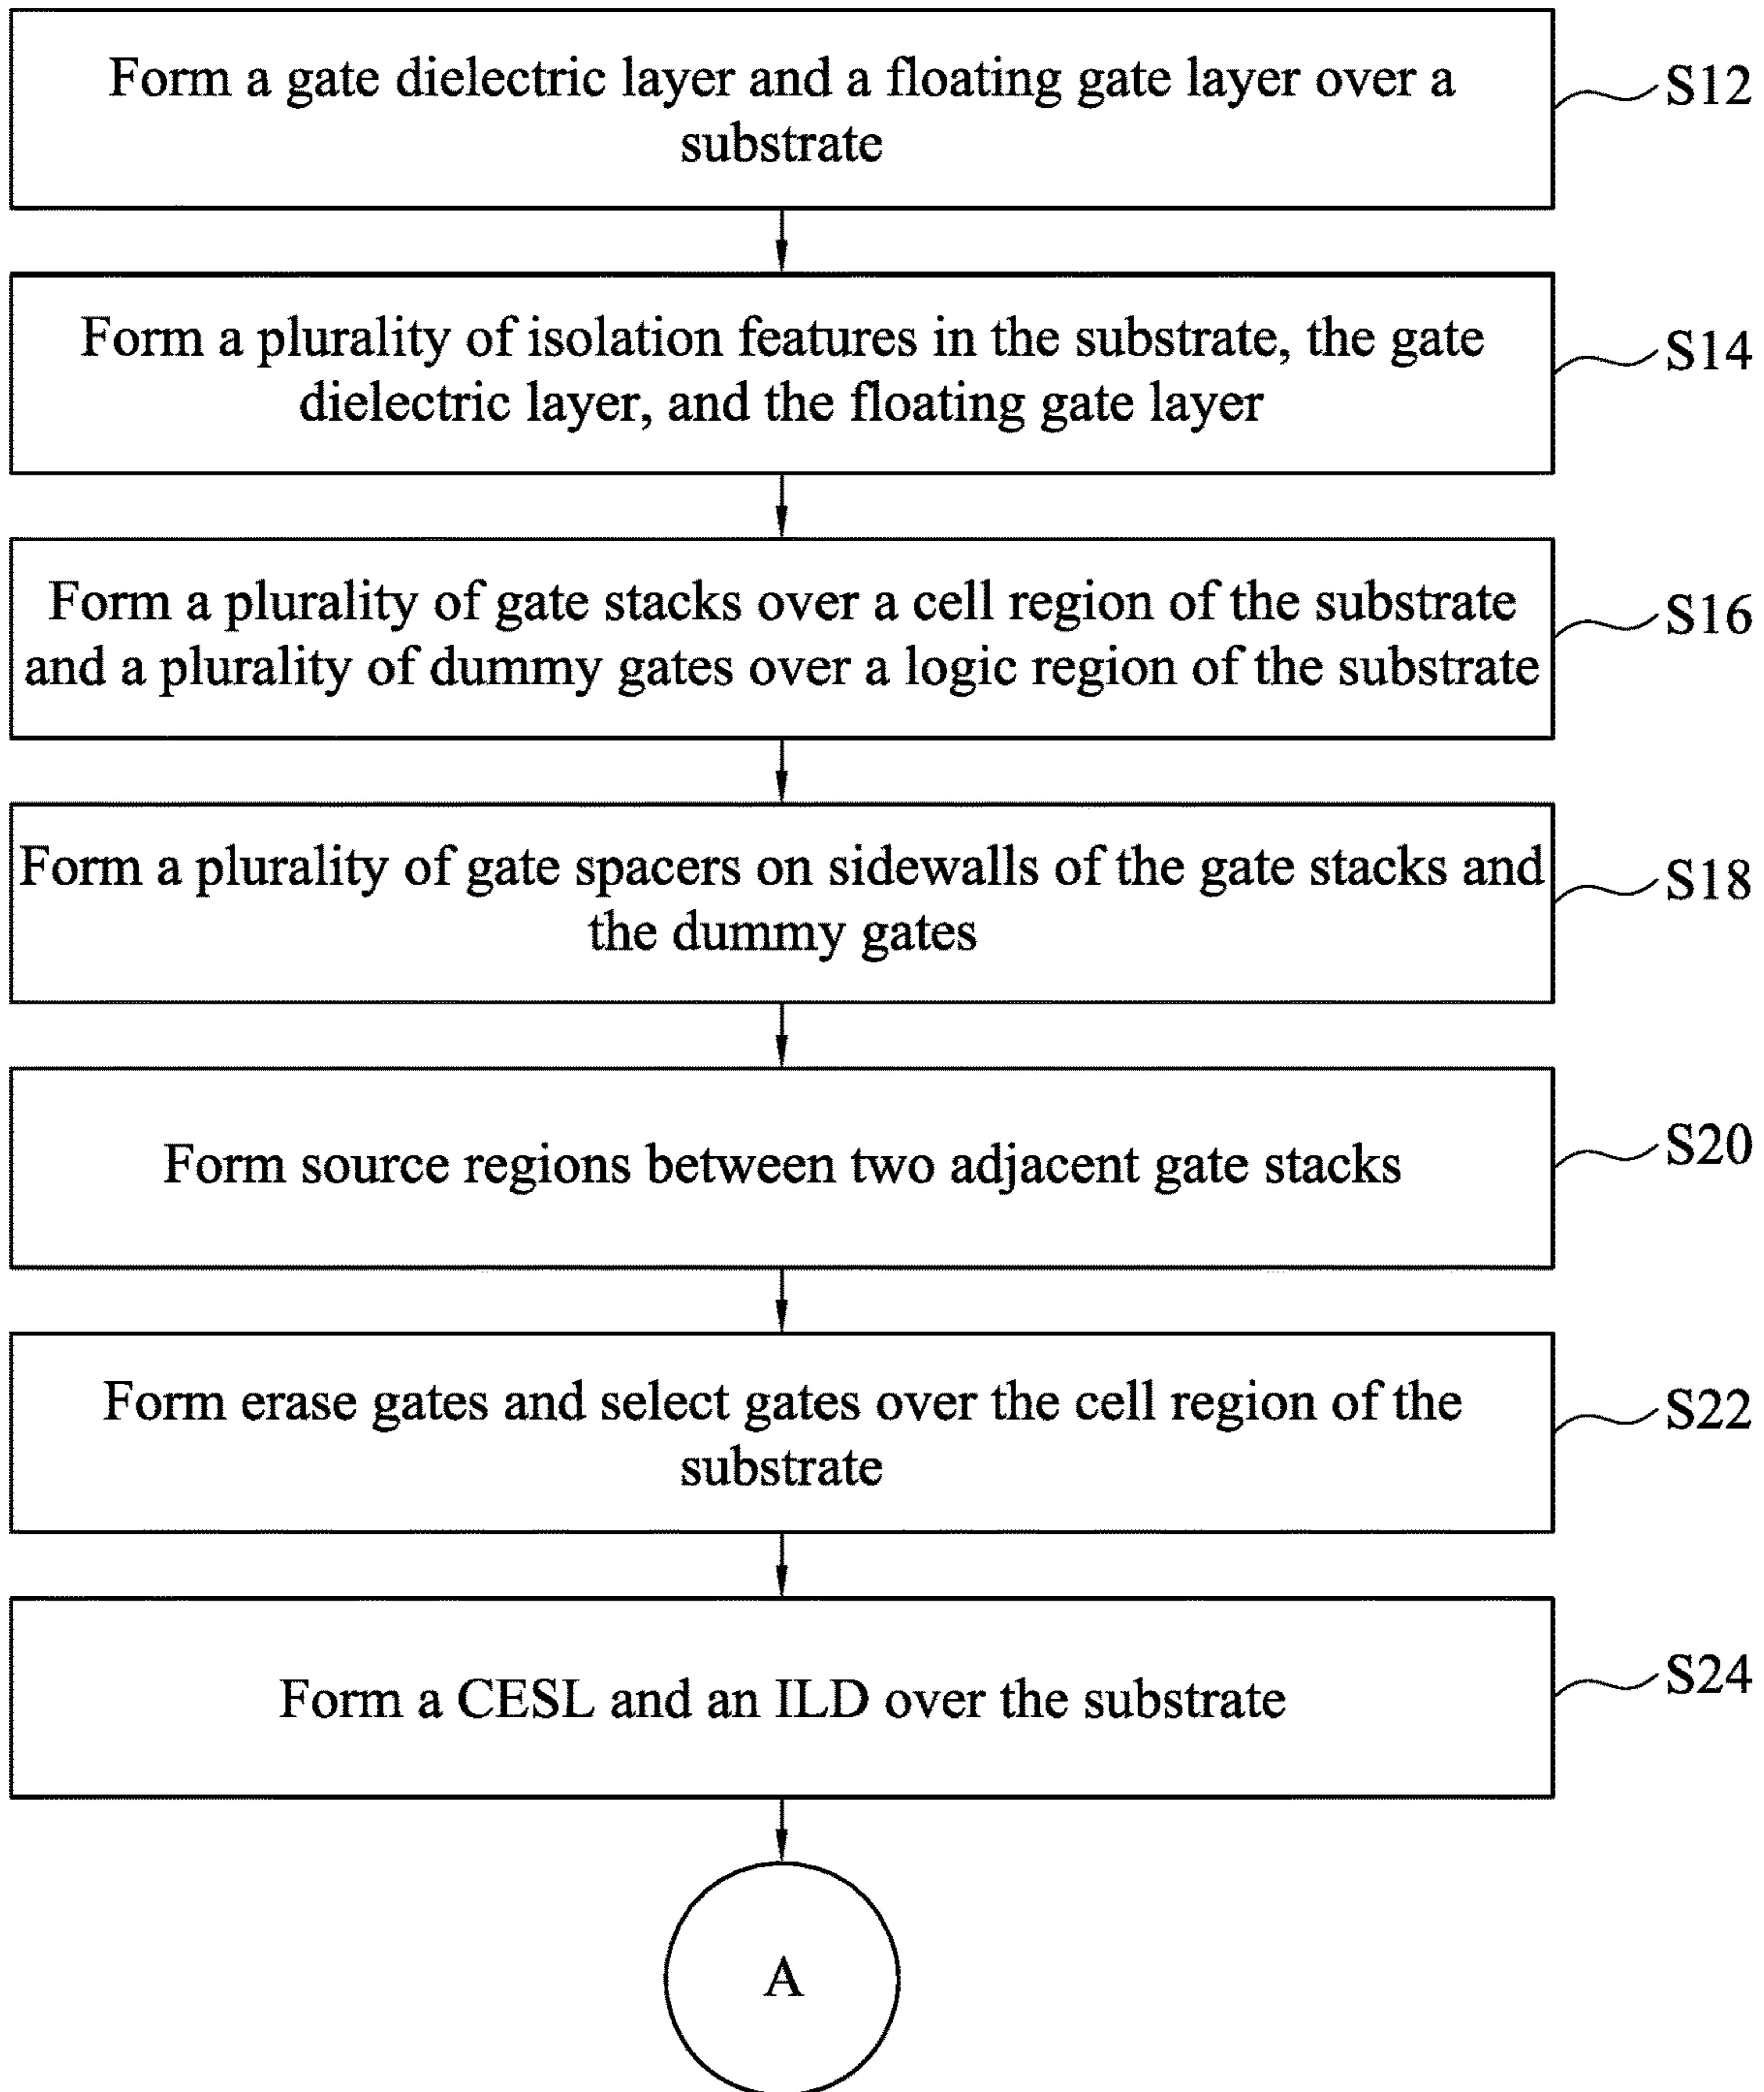 Form a gate dielectric layer and a floating gate layer over a
substrate
S12
Form a plurality of isolation features in the substrate, the gate
dielectric layer, and the floating gate layer
S14
Form a plurality of gate stacks over a cell region of the substrate
and a plurality of dummy gates over a logic region of the substrate
S16
Form a plurality of gate spacers on sidewalls of the gate stacks and
the dummy gates
S18
Form source regions between two adjacent gate stacks
S20
Form erase gates and select gates over the cell region of the
substrate
S22
Form a CESL and an ILD over the substrate
S24
A